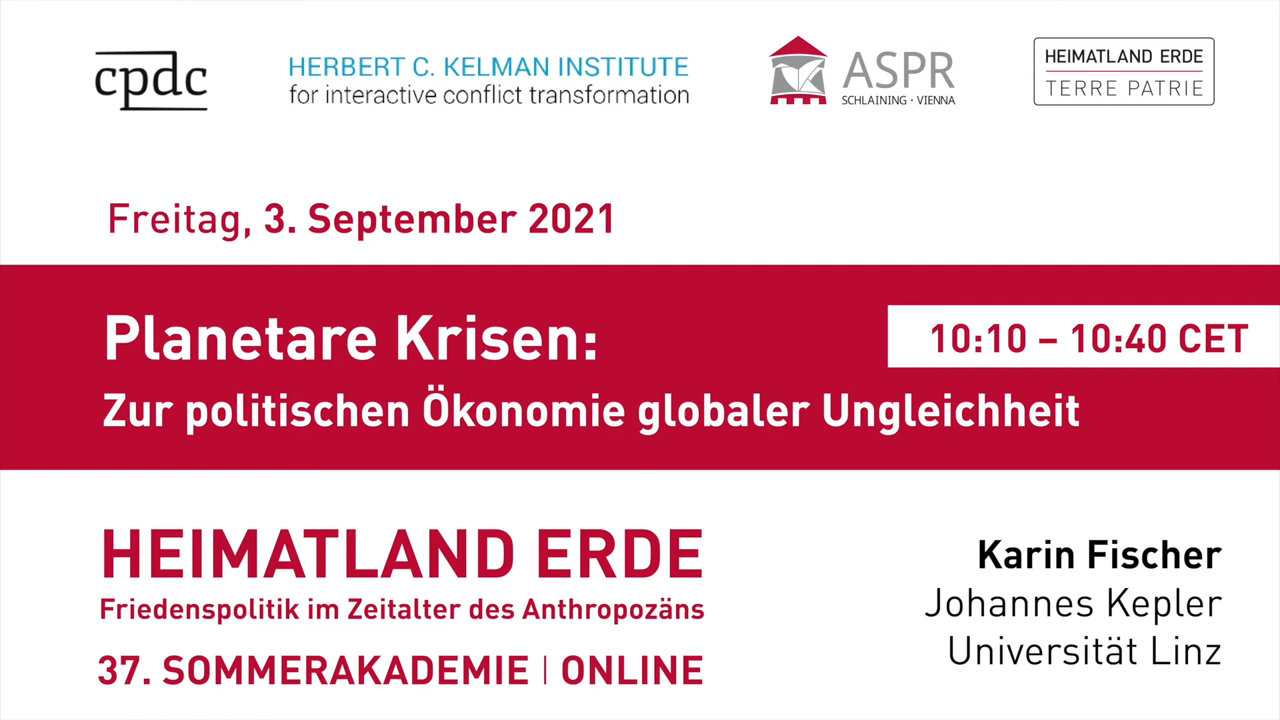 cpdc
HERBERT C. KELMAN INSTITUTE
for interactive conflict transformation
ASPR
SCHLAINING · VIENNA
HEIMATLAND ERDE
TERRE PATRIE
Freitag, 3. September 2021
Planetare Krisen:
10:10 – 10:40 CET
Zur politischen Ökonomie globaler Ungleichheit
HEIMATLAND ERDE
Friedenspolitik im Zeitalter des Anthropozäns
37. SOMMERAKADEMIE | ONLINE
Karin Fischer
Johannes Kepler
Universität Linz